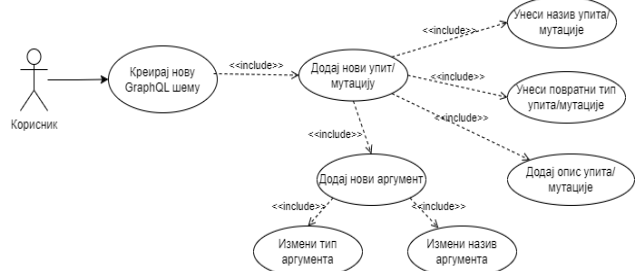 Унеси назив упита/
мутације
<<include>>
<<include>>
Креирај нову
GraphQL шему
Додај нови упит/
мутацију
<<include>>
Унеси повратни тип
упита/мутације
Корисник
<<include>>
<<include>>
Додај нови аргумент
Додај опис упита/
мутације
<<include>>
<<include>>
Измени тип
аргумента
Измени назив
аргумента